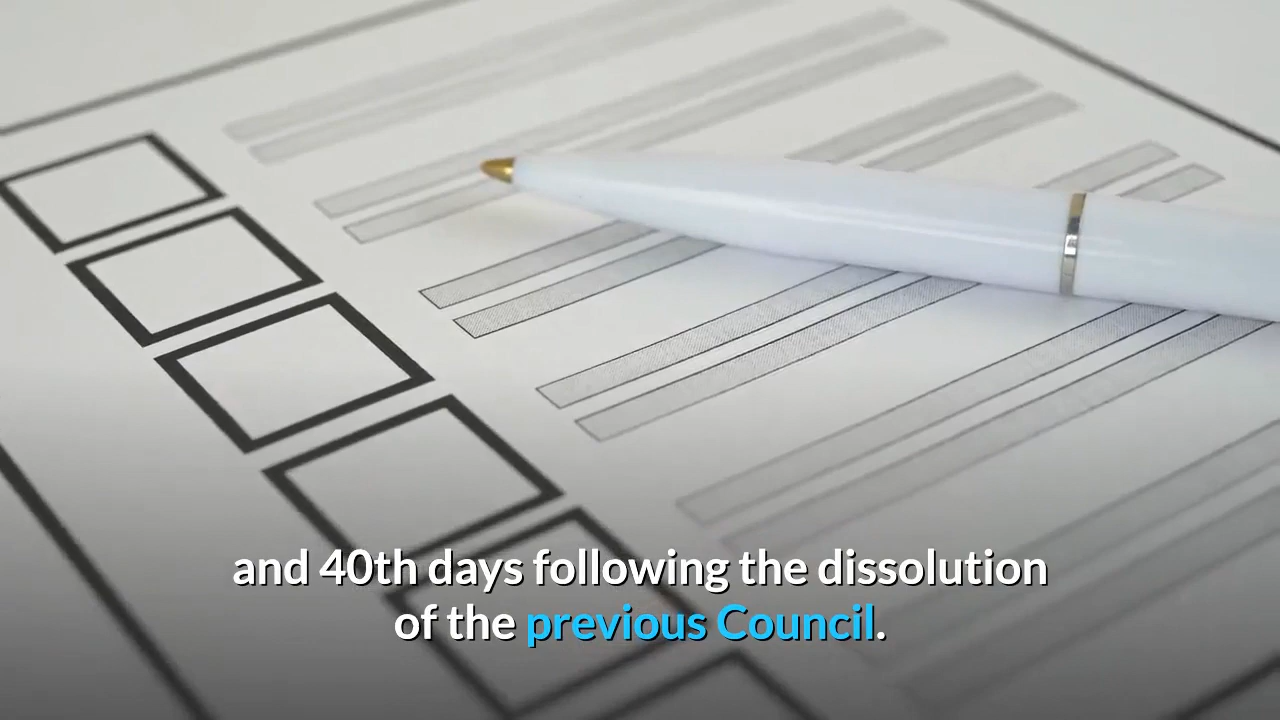 and 40th days following the dissolution
of the previous Council.